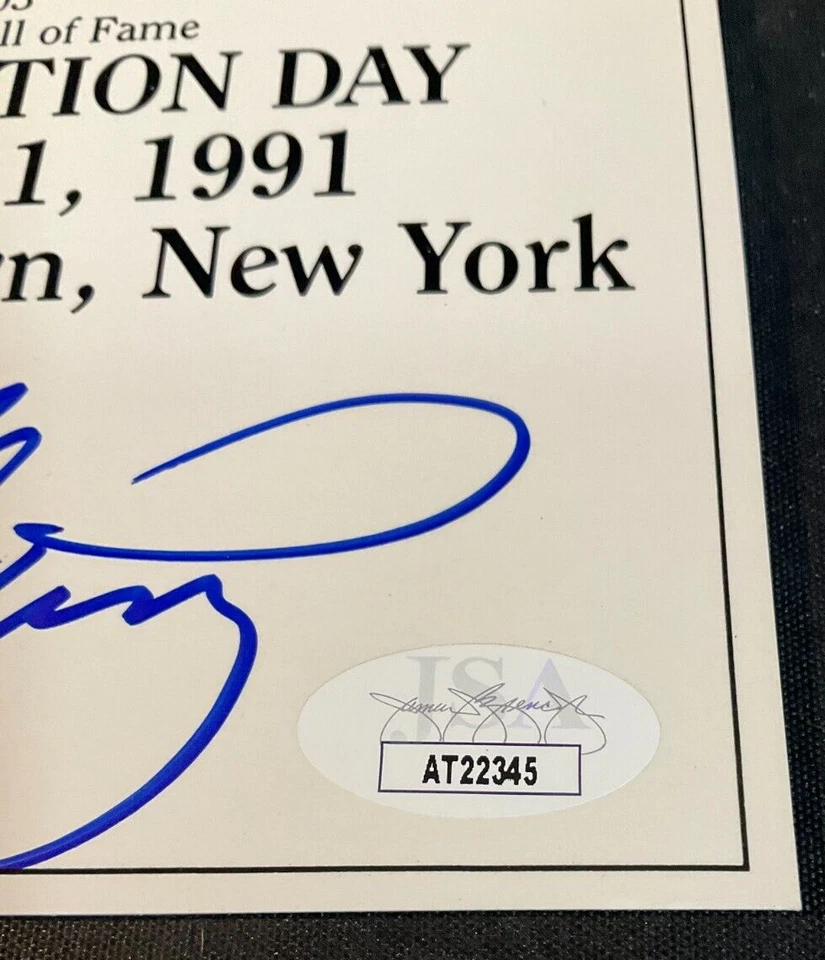 ll of Fame
TION DAY
1, 1991
n, New York
JSA
AT22345